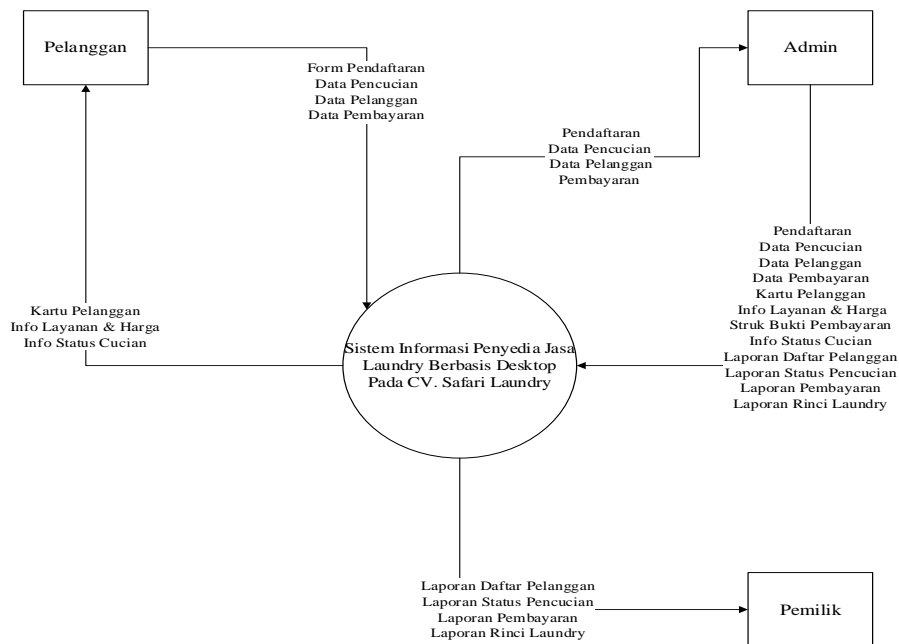 Pelanggan
Admin
Form Pendaftaran
Data Pencucian
Data Pelanggan
Data Pembayaran
Pendaftaran
Data Pencucian
Data Pelanggan
Pembayaran
Pendaftaran
Data Pencucian
Data Pelanggan
Data Pembayaran
Kartu Pelanggan
Info Layanan & Harga
Struk Bukti Pembayaran
Info Status Cucian
Laporan Daftar Pelanggan
Laporan Status Pencucian
Laporan Pembayaran
Laporan Rinci Laundry
Kartu Pelanggan
Info Layanan & Harga
Info Status Cucian
Sistem Informasi Penyedia Jasa
Laundry Berbasis Desktop
Pada CV. Safari Laundry
Laporan Daftar Pelanggan
Laporan Status Pencucian
Laporan Pembayaran
Laporan Rinci Laundry
Pemilik